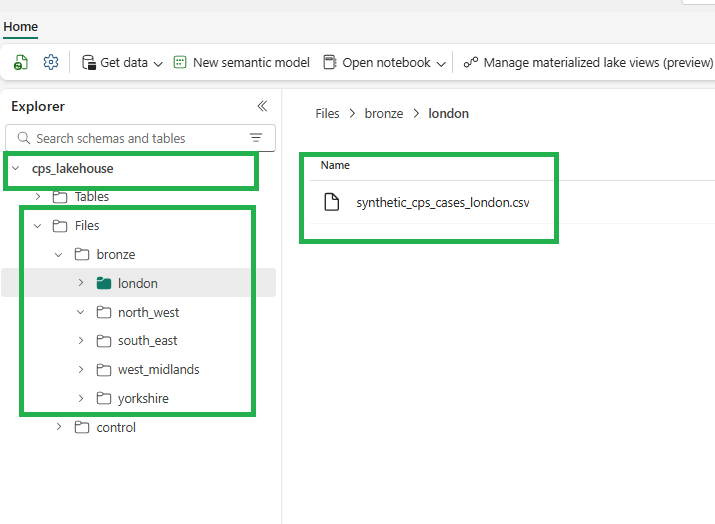 Home
Get data
New semantic model
Open notebook
Manage materialized lake views (preview)
Explorer
Search schemas and tables
cps_lakehouse
Tables
Files
bronze
london
north_west
south_east
west_midlands
yorkshire
control
Files > bronze > london
Name
synthetic_cps_cases_london.csv